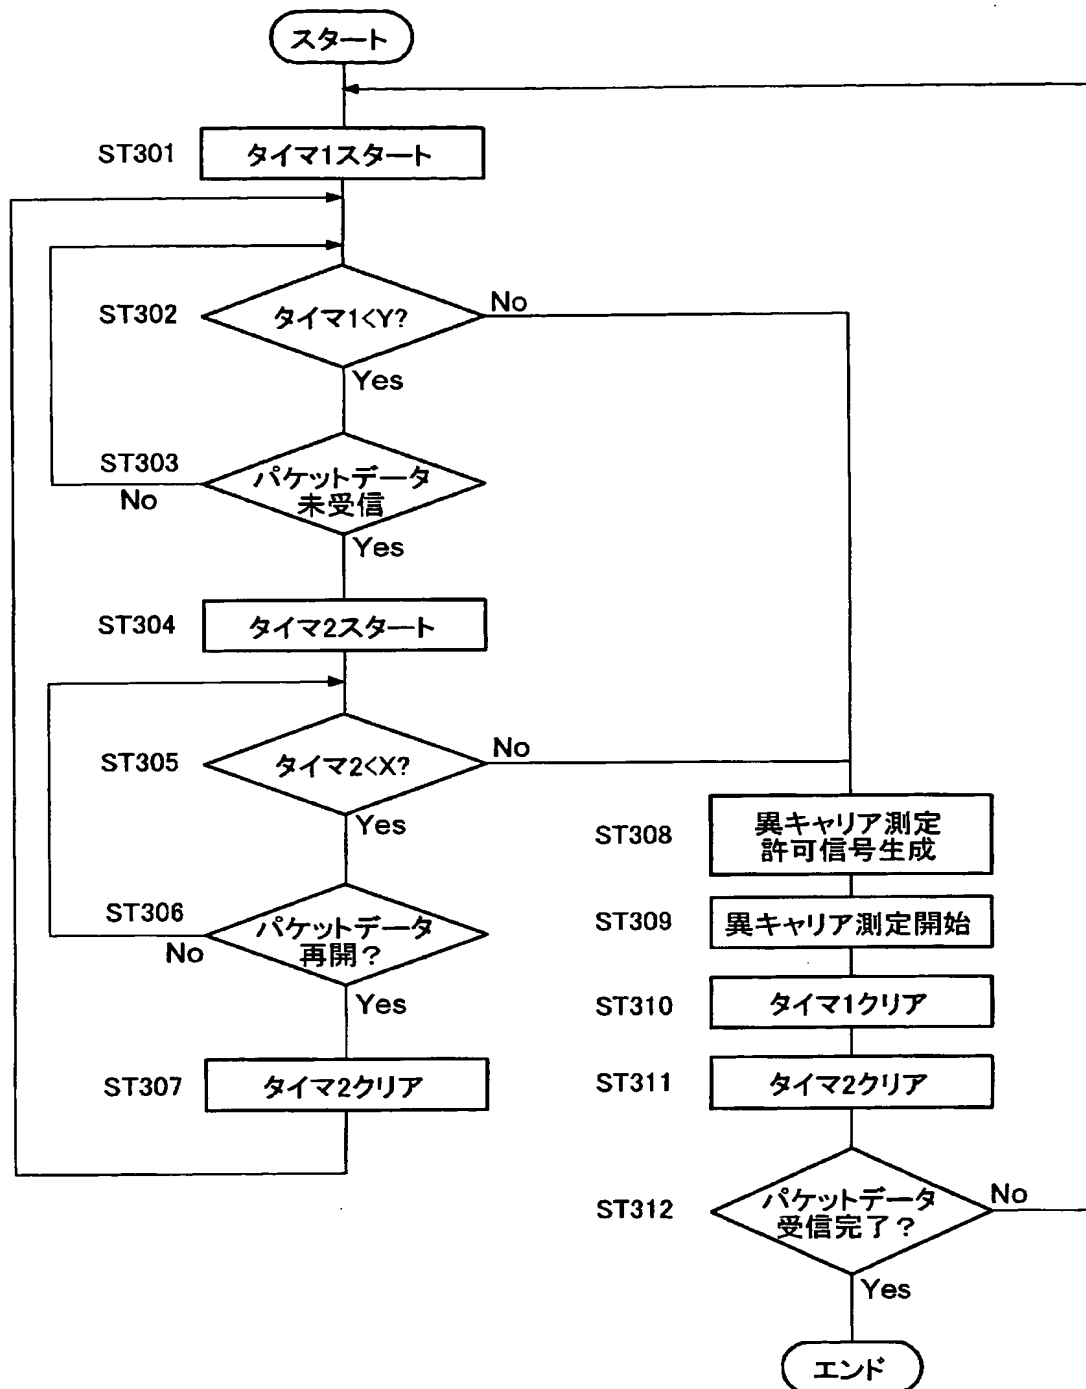 スタート
ST301
タイマ1スタート
ST302
タイマ1<Y?
No
Yes
ST303
パケットデータ
未受信
No
Yes
ST304
タイマ2スタート
ST305
タイマ2<X?
No
Yes
ST306
パケットデータ
再開?
No
Yes
ST307
タイマ2クリア
ST308
異キャリア測定
許可信号生成
ST309
異キャリア測定開始
ST310
タイマ1クリア
ST311
タイマ2クリア
ST312
パケットデータ
受信完了?
No
Yes
エンド